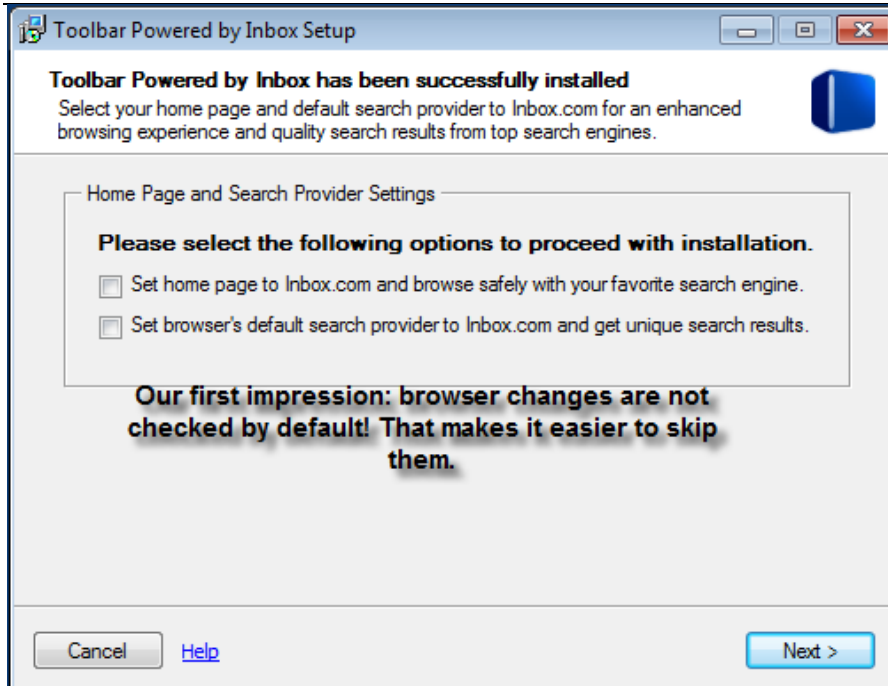 Toolbar Powered by Inbox Setup
Toolbar Powered by Inbox has been successfully installed
Select your home page and default search provider to Inbox.com for an enhanced
browsing experience and quality search results from top search engines.
Home Page and Search Provider Settings
Please select the following options to proceed with installation.
Set home page to Inbox.com and browse safely with your favorite search engine.
Set browser's default search provider to Inbox.com and get unique search results.
Our first impression: browser changes are not
checked by default! That makes it easier to skip
them.
Cancel Help Next >